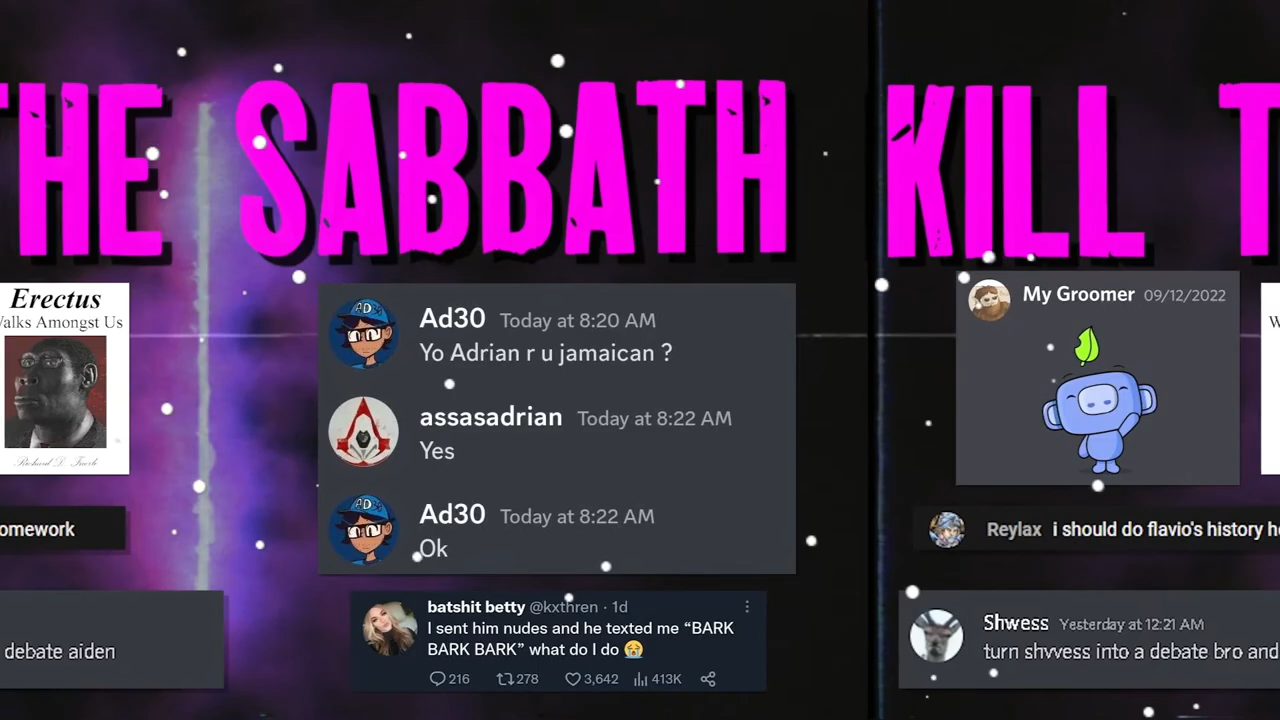 THE SABBATH KILL T
Erectus
Walks Amongst Us
Richard D. Fuerle
omework
debate aiden
Ad30 Today at 8:20 AM
Yo Adrian r u jamaican ?
assasadrian Today at 8:22 AM
Yes
Ad30 Today at 8:22 AM
Ok
batshit betty @kxthren · 1d
I sent him nudes and he texted me “BARK
BARK BARK” what do I do 😭
216 278 3,642 413K
My Groomer 09/12/2022
W
Reylax i should do flavio's history h
Shwess Yesterday at 12:21 AM
turn shvvess into a debate bro and